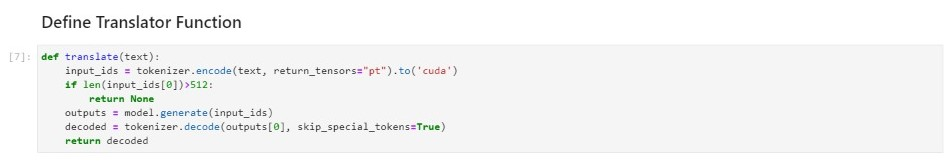 Define Translator Function
[7]: def translate(text):
    input_ids = tokenizer.encode(text, return_tensors="pt").to('cuda')
    if len(input_ids[0])>512:
        return None
    outputs = model.generate(input_ids)
    decoded = tokenizer.decode(outputs[0], skip_special_tokens=True)
    return decoded